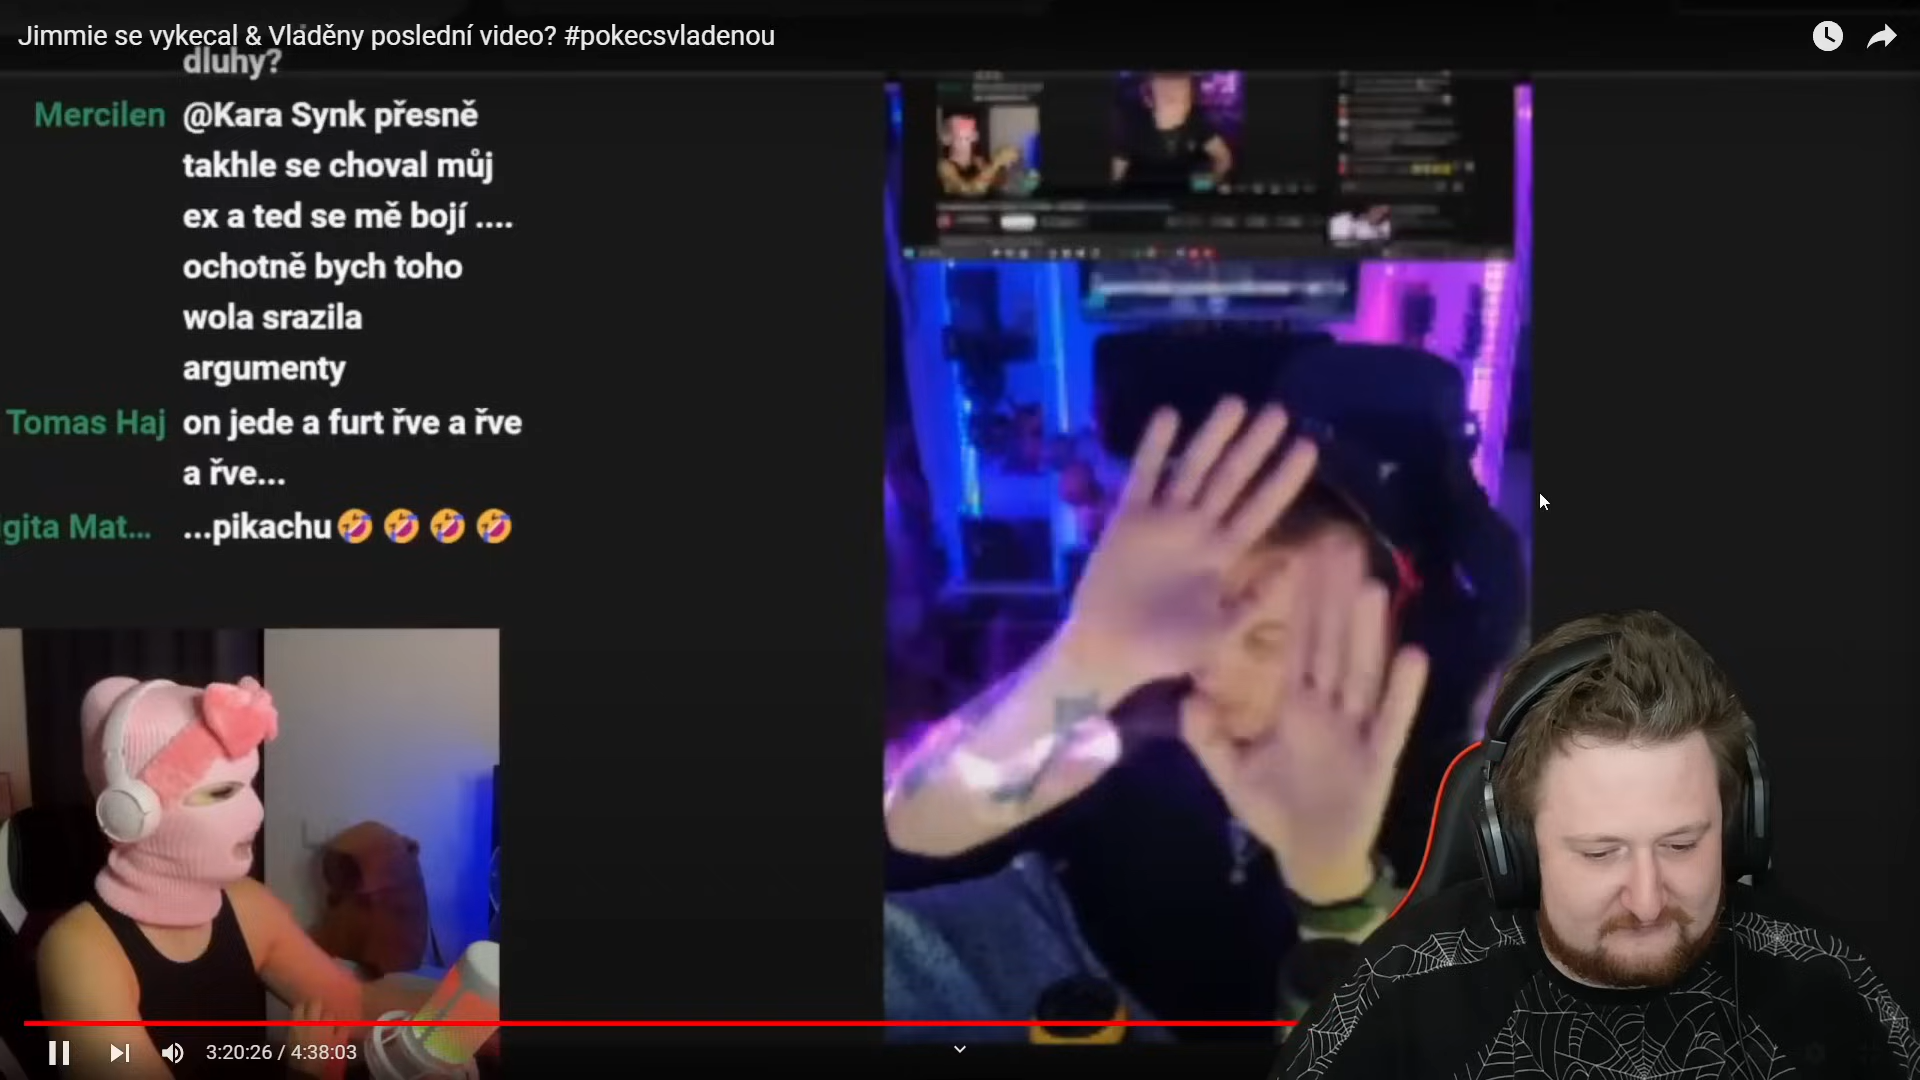 Jimmie se vykecal & Vláděny poslední video? #pokecsvladenou
dluhy?
Mercilen @Kara Synk přesně
takhle se choval můj
ex a ted se mě bojí ....
ochotně bych toho
wola srazila
argumenty
Tomas Haj on jede a furt řve a řve
a řve...
gita Mat... ...pikachu🤣🤣🤣🤣
3:20:26 / 4:38:03